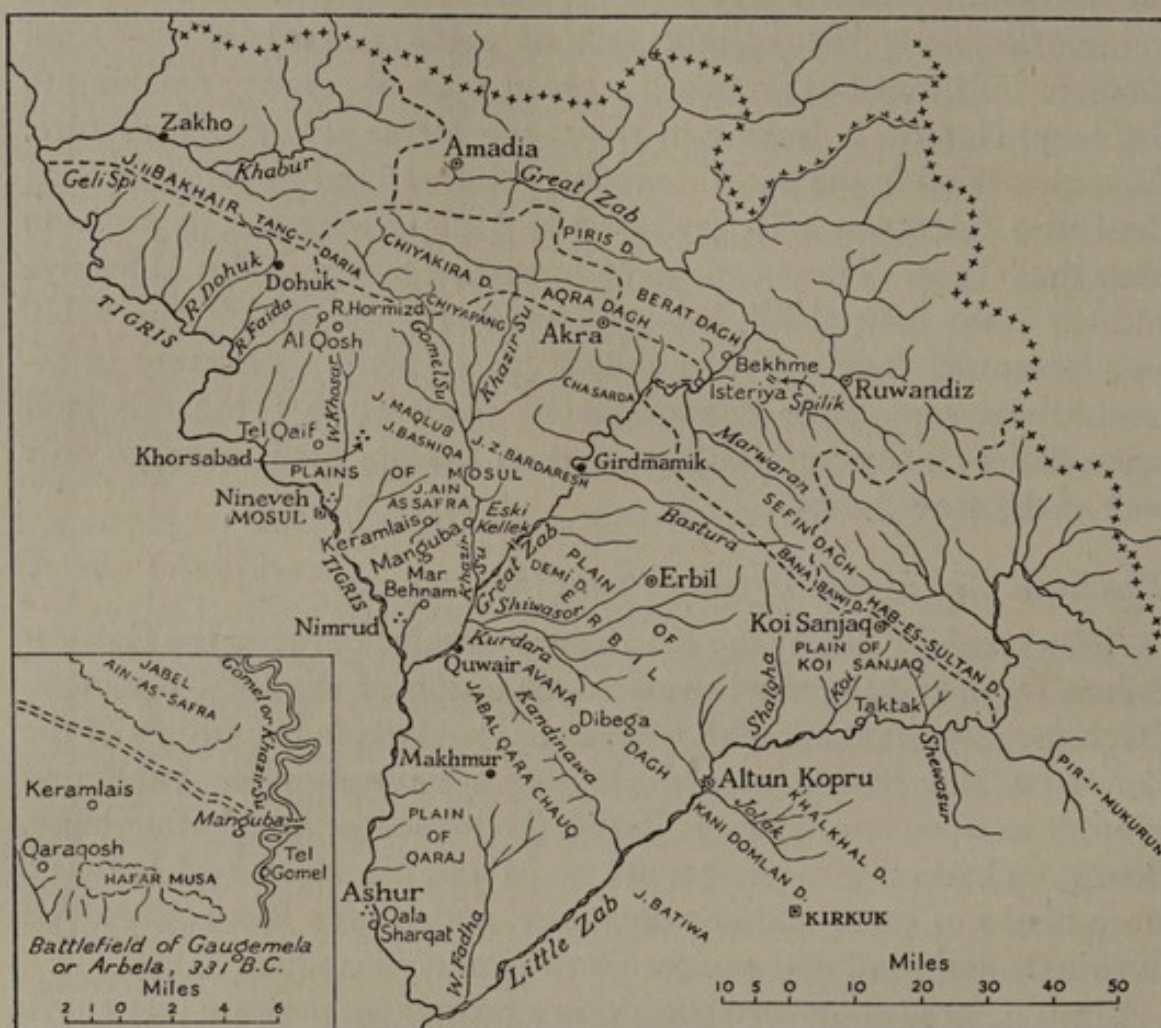 Zakho
Khabur
Amadia
Great Zab
Geli Spi
J. BAKHAIR
TANG-I-DARIA
PIRIS D.
CHIYAKIRA D.
R. Dohuk
Dohuk
CHIYAPANG
AQRA DAGH
BERAT DAGH
TIGRIS
R. Faida
R. Hormizd
Al Qosh
Gomel Su
Khazir Su
Akra
Bekhme
Isteriya
Spilik
Ruwandiz
CHASARDA
W. Khosar
J. MAQLUB
J. BASHIQA
Tel Qaif
Khorsabad
J. Z. BARDARESH
Girdmamik
Marwaran
PLAINS OF MOSUL
Nineveh
MOSUL
J. AIN
AS SAFRA
Eski
Kellek
Keramlais
Manguba
Khazir
Su
Great Zab
Bastura
SEFIN DAGH
Mar
Behnam
PLAIN
OF
ERBIL
DEMI D.
Erbil
Shiwasor
BANA-BAWI D.
HAB-ES-SULTAN D.
TIGRIS
Nimrud
Koi Sanjaq
PLAIN OF
KOI SANJAQ
Kurdara
Quwair
AVANA
DAGH
Kandinawa
Dibega
Shalgha
Koi
Taktak
Shewasur
PIR-I-MUKURUN
JABAL QARA CHAUQ
Makhmur
Altun Kopru
PLAIN
OF
QARAJ
Jolak
KHALKHAL D.
KANI DOMLAN D.
Ashur
Qala
Sharqat
W. Fadha
Little Zab
J. BATIWA
KIRKUK
Miles
10 5 0 10 20 30 40 50
JABEL
AIN-AS-SAFRA
Gomel or Khazir Su
Keramlais
Manguba
Qaraqosh
HAFAR MUSA
Tel
Gomel
Battlefield of Gaugemela
or Arbela, 331 B.C.
Miles
2 1 0 2 4 6